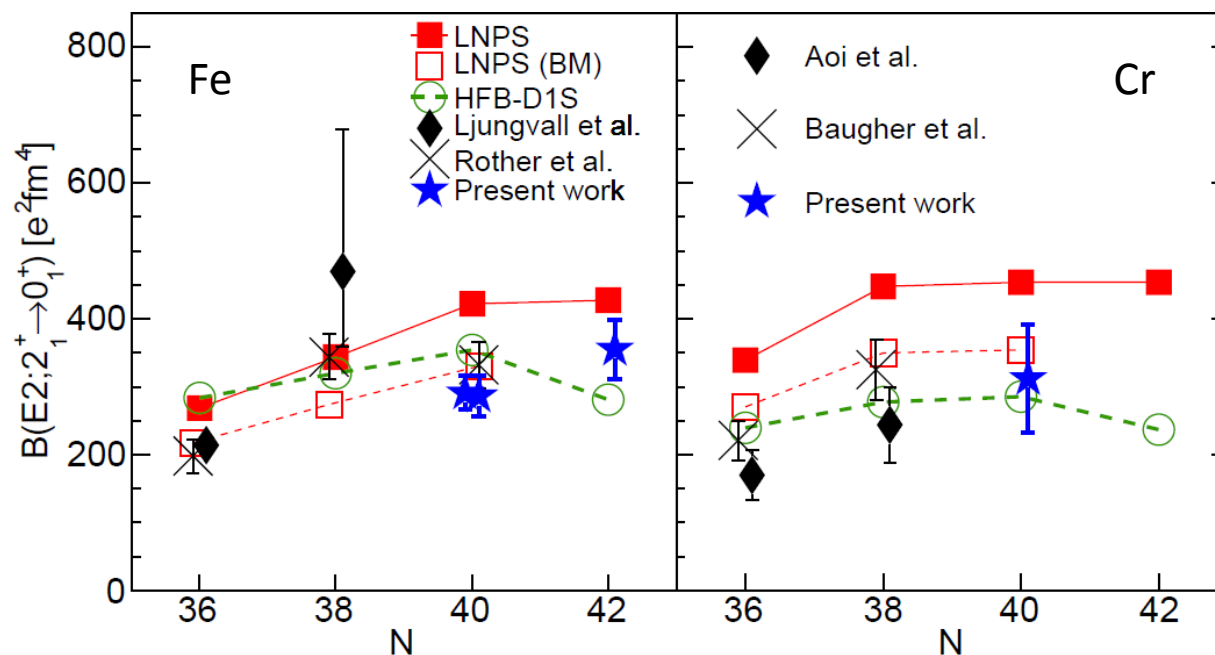 B(E2;2⁺₁→0⁺₁) [e²fm⁴]
800
600
400
200
0
Fe
LNPS
LNPS (BM)
HFB-D1S
Ljungvall et al.
Rother et al.
Present work
36 38 40 42
N
Cr
Aoi et al.
Baugher et al.
Present work
36 38 40 42
N